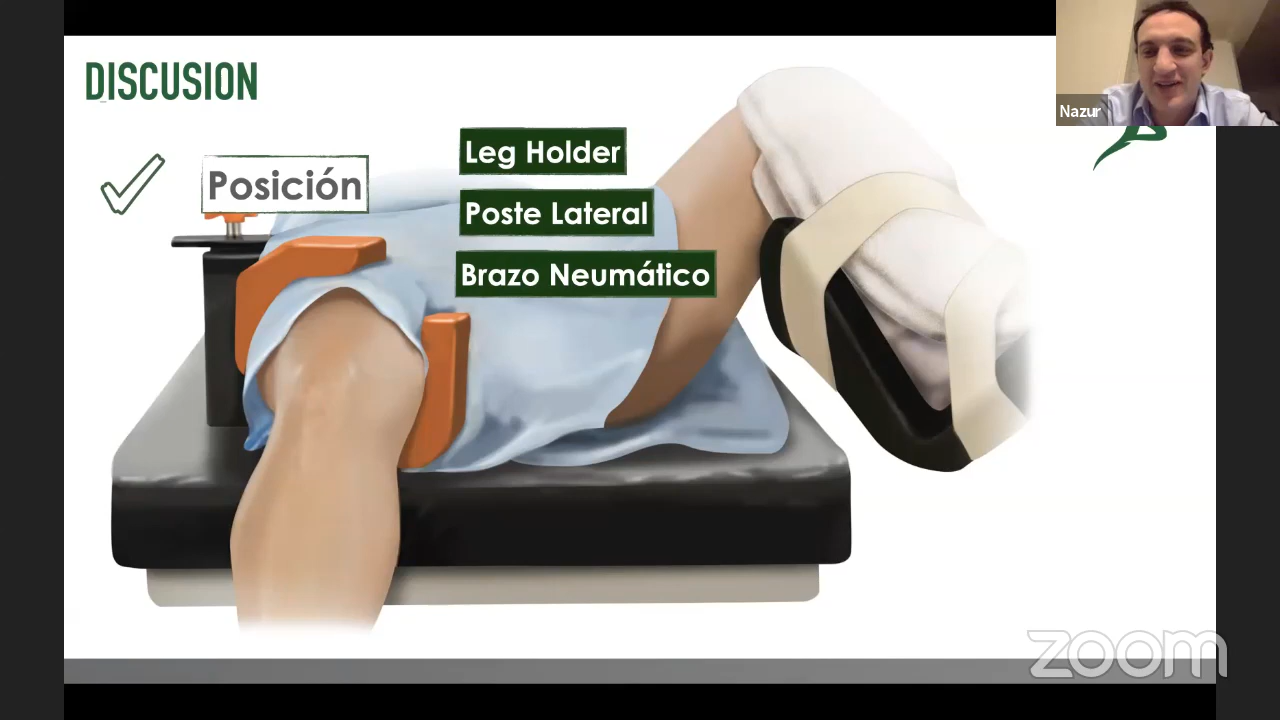 DISCUSION
Posición
Leg Holder
Poste Lateral
Brazo Neumático
Nazur
zoom